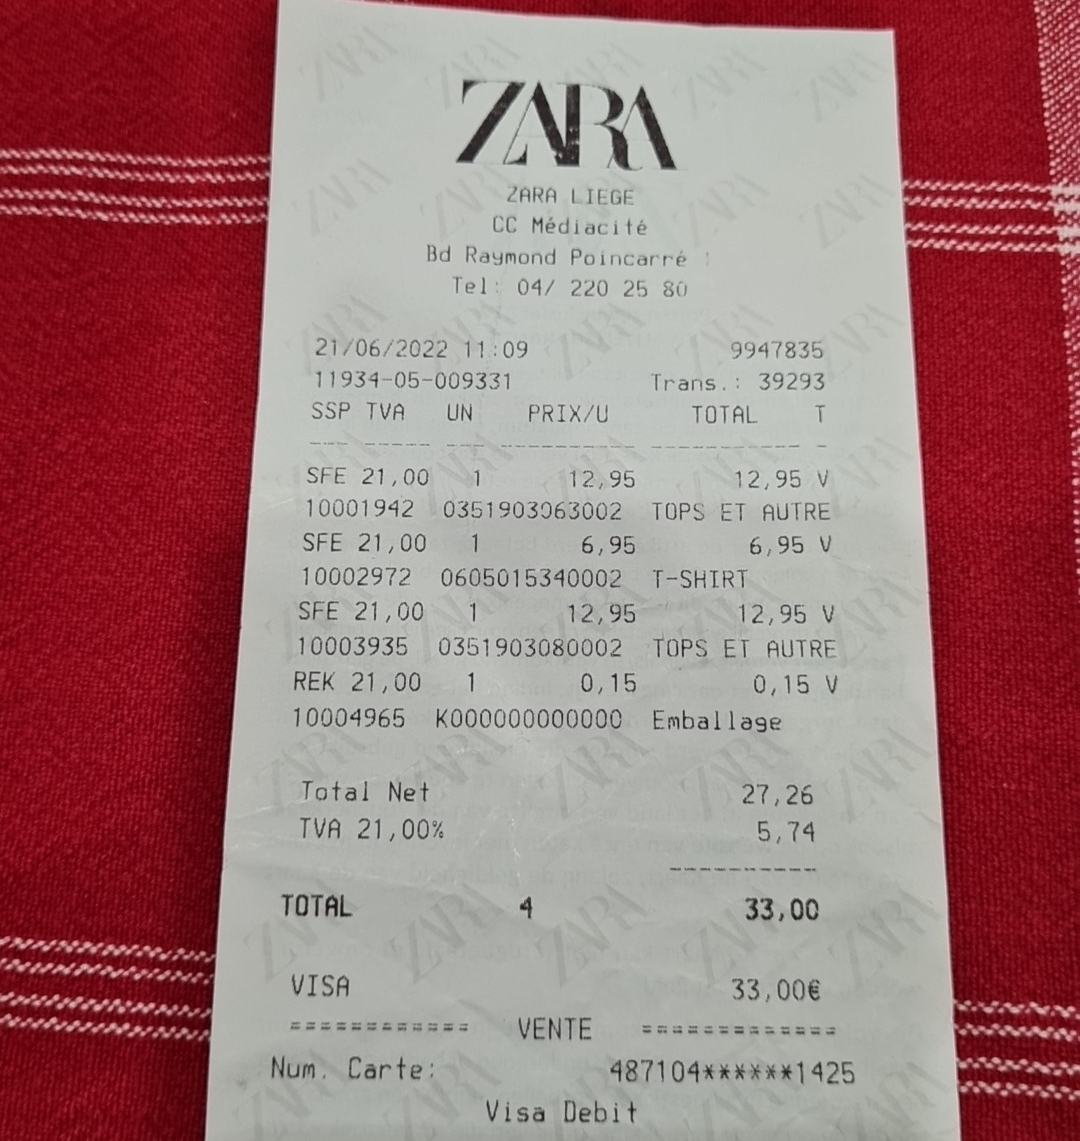 ZARA
ZARA LIEGE
CC Médiacité
Bd Raymond Poincarré
Tel: 04/ 220 25 80
21/06/2022 11:09 9947835
11934-05-009331 Trans.: 39293
SSP TVA UN PRIX/U TOTAL T
--- ----- --- ---------- ----------- -
SFE 21,00 1 12,95 12,95 V
10001942 0351903063002 TOPS ET AUTRE
SFE 21,00 1 6,95 6,95 V
10002972 0605015340002 T-SHIRT
SFE 21,00 1 12,95 12,95 V
10003935 0351903080002 TOPS ET AUTRE
REK 21,00 1 0,15 0,15 V
10004965 K000000000000 Emballage
Total Net 27,26
TVA 21,00% 5,74
-----------
TOTAL 4 33,00
VISA 33,00€
============ VENTE =============
Num. Carte: 487104******1425
Visa Debit